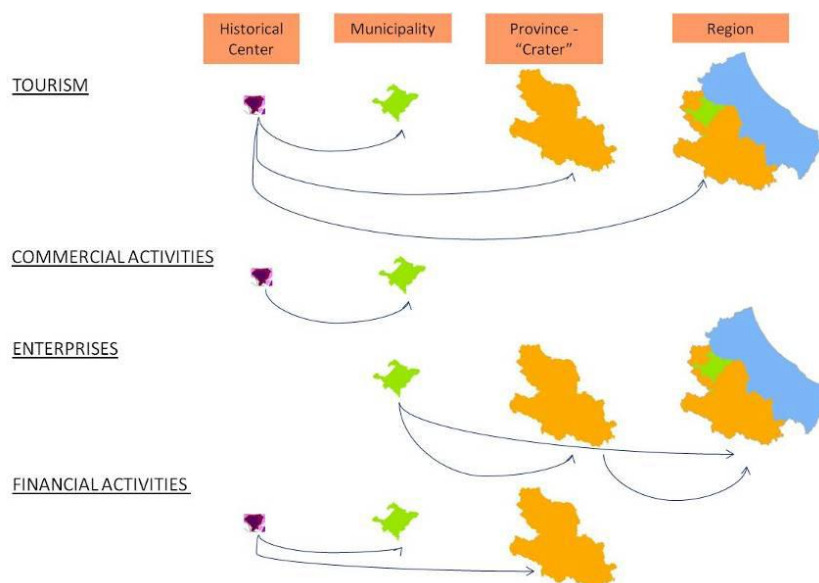 Historical
Center
Municipality
Province -
“Crater”
Region
TOURISM
COMMERCIAL ACTIVITIES
ENTERPRISES
FINANCIAL ACTIVITIES